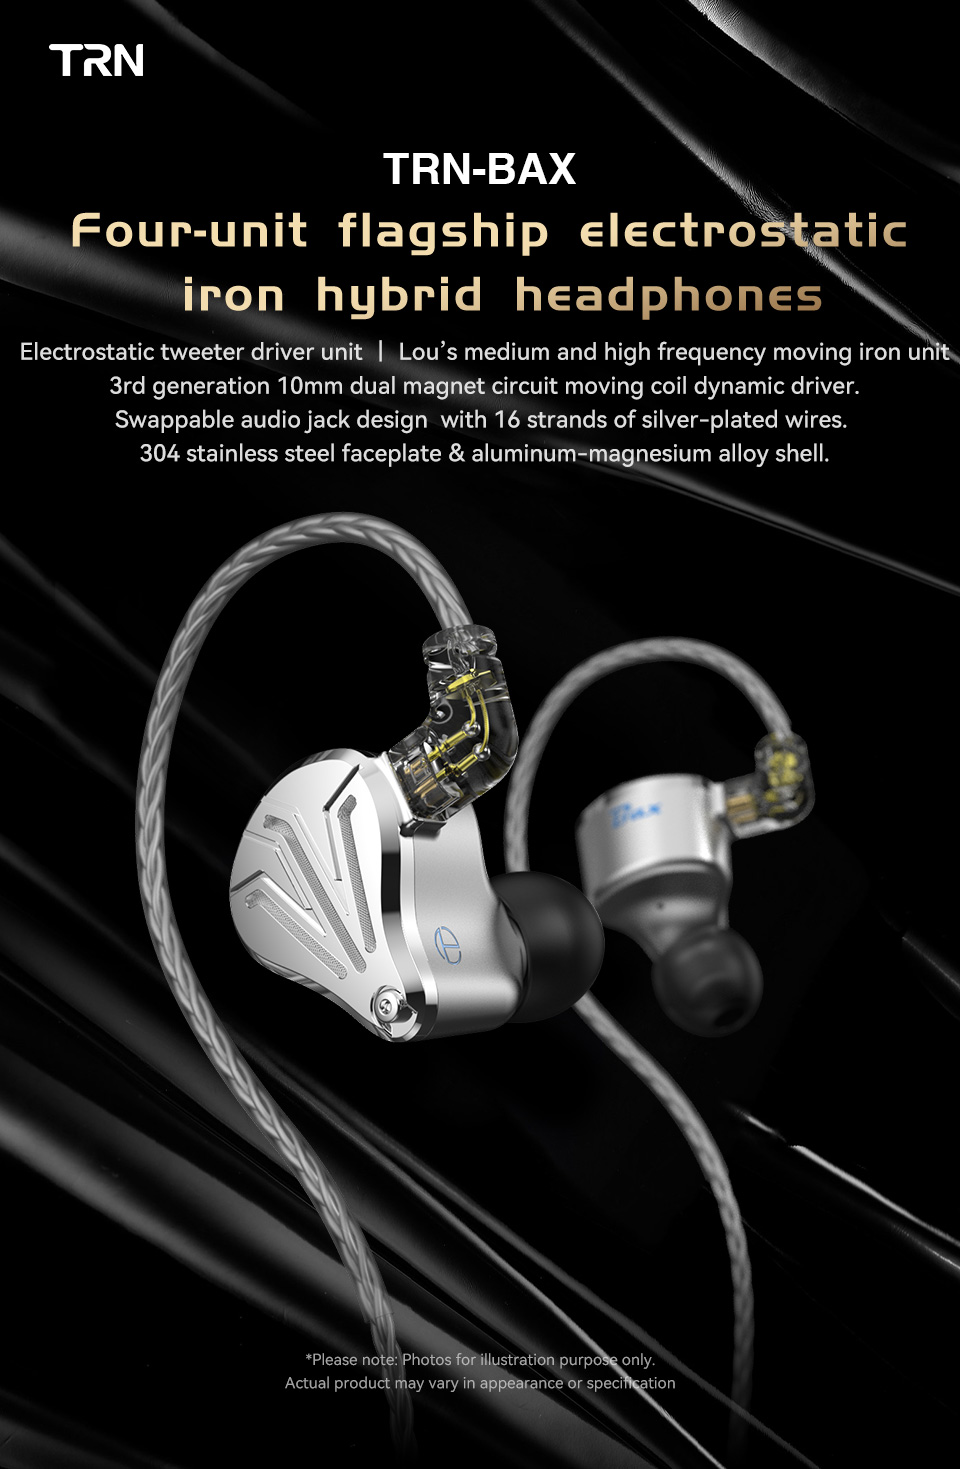 TRN
TRN-BAX
Four-unit flagship electrostatic
iron hybrid headphones
Electrostatic tweeter driver unit | Lou's medium and high frequency moving iron unit
3rd generation 10mm dual magnet circuit moving coil dynamic driver.
Swappable audio jack design with 16 strands of silver-plated wires.
304 stainless steel faceplate & aluminum-magnesium alloy shell.
Bax
*Please note: Photos for illustration purpose only.
Actual product may vary in appearance or specification